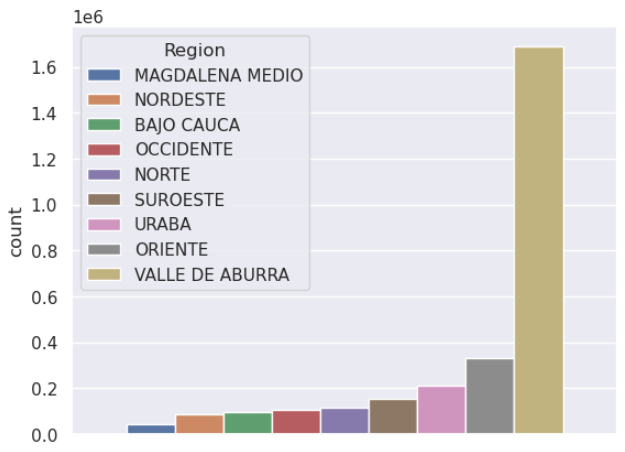 1e6
Region
MAGDALENA MEDIO
NORDESTE
BAJO CAUCA
OCCIDENTE
NORTE
SUROESTE
URABA
ORIENTE
VALLE DE ABURRA
1.6
1.4
1.2
1.0
0.8
0.6
0.4
0.2
0.0
count